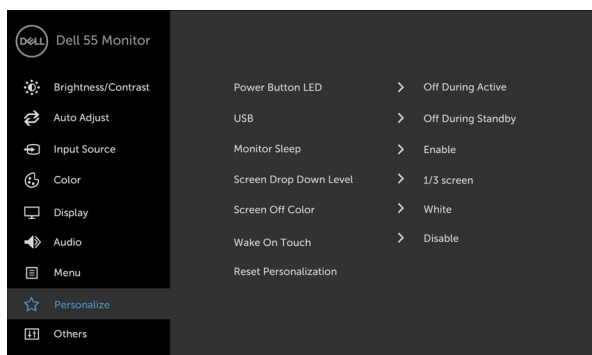 DELL Dell 55 Monitor
Brightness/Contrast
Auto Adjust
Input Source
Color
Display
Audio
Menu
Personalize
Others
Power Button LED > Off During Active
USB > Off During Standby
Monitor Sleep > Enable
Screen Drop Down Level > 1/3 screen
Screen Off Color > White
Wake On Touch > Disable
Reset Personalization